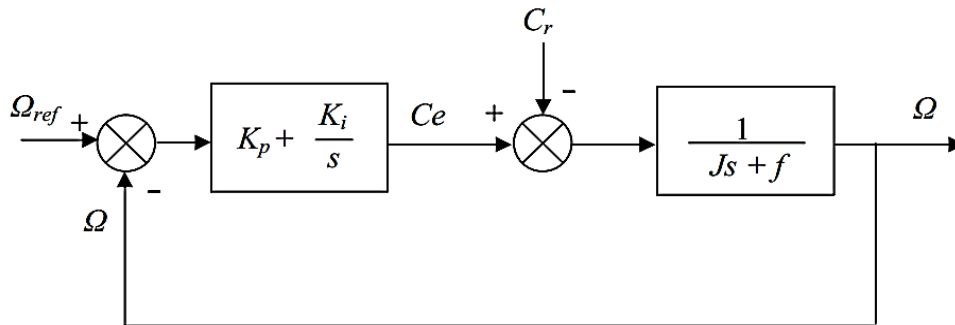 C_r
−
Ω_ref +
K_p + K_i/s
Ce
+
1/(Js + f)
Ω
−
Ω